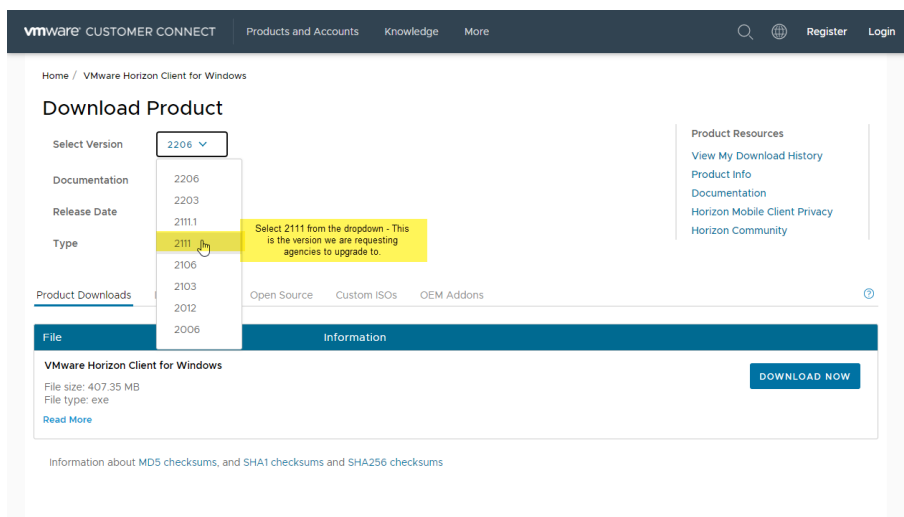 vmware® CUSTOMER CONNECT Products and Accounts Knowledge More Register Login
Home / VMware Horizon Client for Windows
Download Product
Select Version 2206
Documentation
Release Date
Type
2206
2203
2111.1
2111
2106
2103
2012
2006
Select 2111 from the dropdown - This
is the version we are requesting
agencies to upgrade to.
Product Resources
View My Download History
Product Info
Documentation
Horizon Mobile Client Privacy
Horizon Community
Product Downloads Open Source Custom ISOs OEM Addons
File Information
VMware Horizon Client for Windows
File size: 407.35 MB
File type: exe
Read More
DOWNLOAD NOW
Information about MD5 checksums, and SHA1 checksums and SHA256 checksums